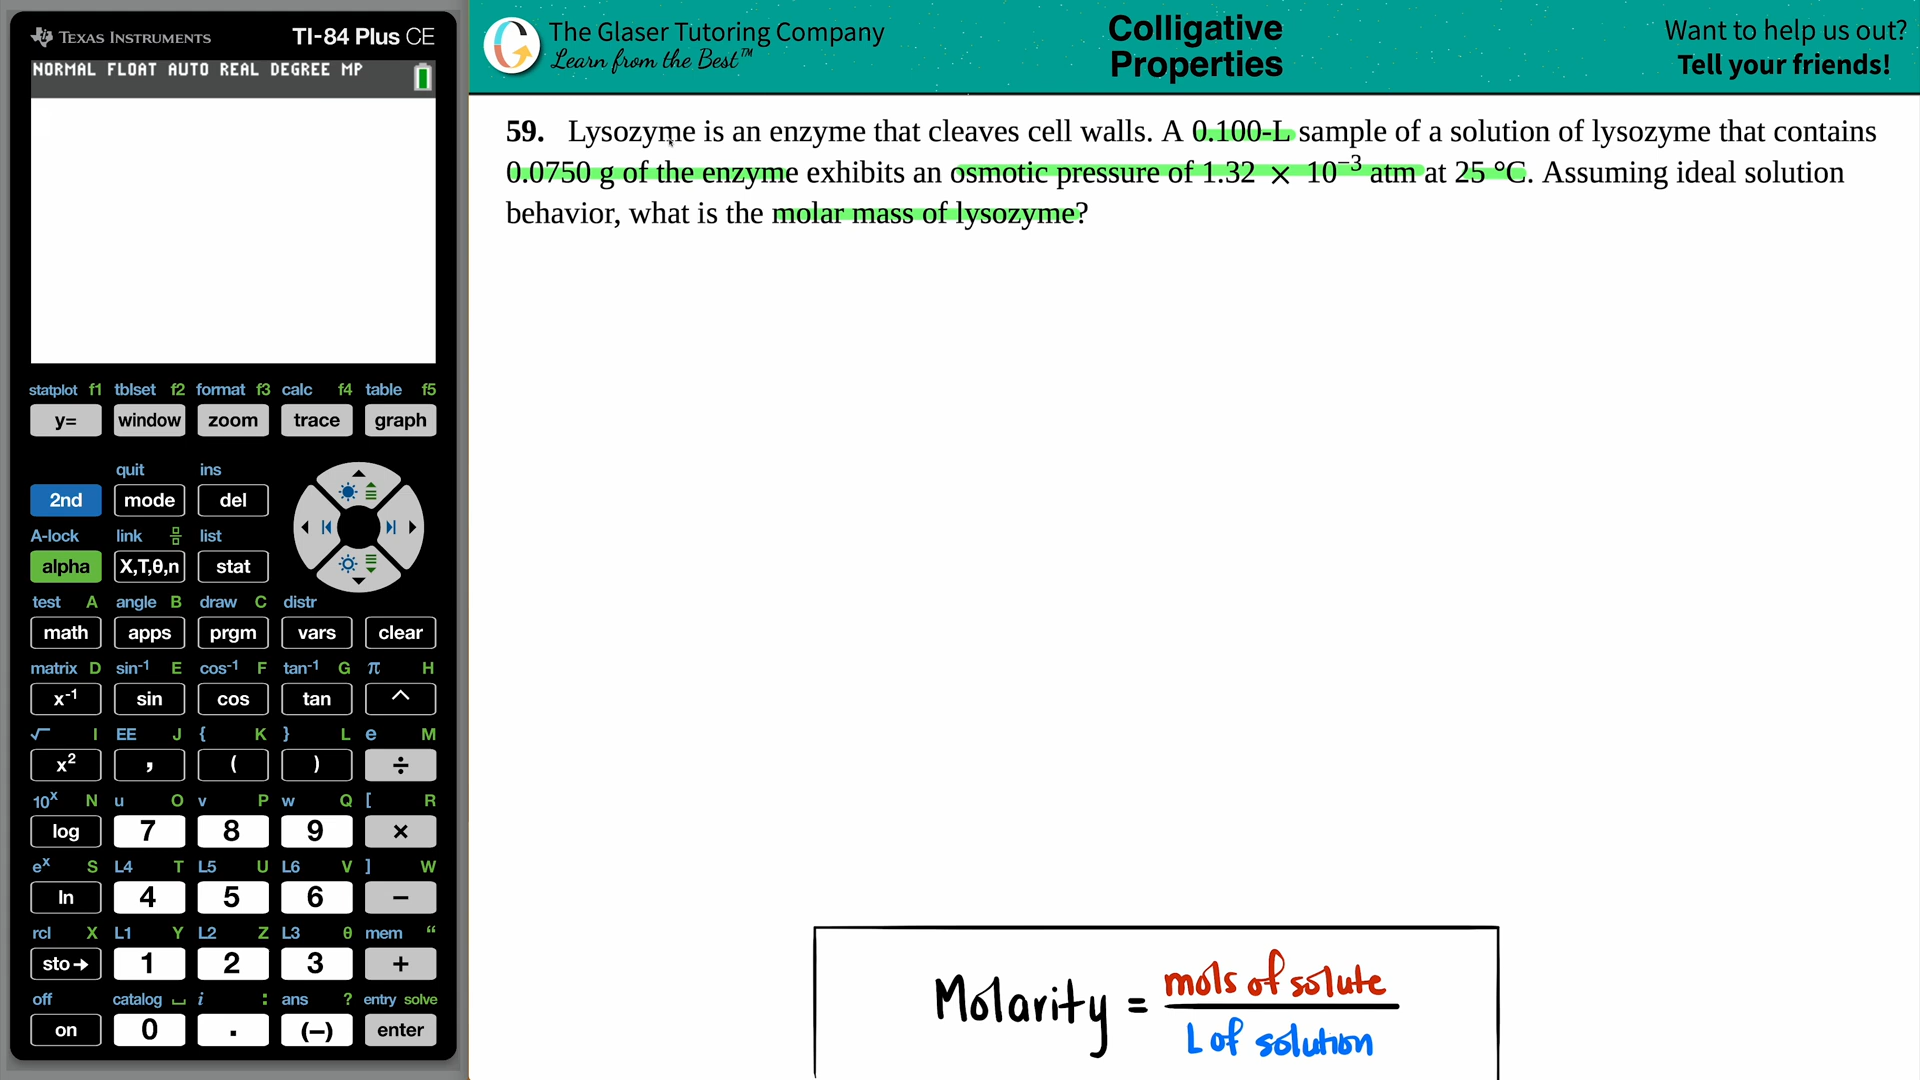 TEXAS INSTRUMENTS TI-84 Plus CE
NORMAL FLOAT AUTO REAL DEGREE MP
statplot f1 tblset f2 format f3 calc f4 table f5
y= window zoom trace graph
quit ins
2nd mode del
A-lock link list
alpha X,T,θ,n stat
test A angle B draw C distr
math apps prgm vars clear
matrix D sin⁻¹ E cos⁻¹ F tan⁻¹ G π H
x⁻¹ sin cos tan ^
√ I EE J { K } L e M
x² , ( ) ÷
10ˣ N u O v P w Q [ R
log 7 8 9 ×
eˣ S L4 T L5 U L6 V ] W
ln 4 5 6 −
rcl X L1 Y L2 Z L3 θ mem “
sto→ 1 2 3 +
off catalog ⎵ i : ans ? entry solve
on 0 . (−) enter
The Glaser Tutoring Company
Learn from the Best™
Colligative
Properties
Want to help us out?
Tell your friends!
59. Lysozyme is an enzyme that cleaves cell walls. A 0.100-L sample of a solution of lysozyme that contains
0.0750 g of the enzyme exhibits an osmotic pressure of 1.32 × 10⁻³ atm at 25 °C. Assuming ideal solution
behavior, what is the molar mass of lysozyme?
Molarity = mols of solute
L of solution